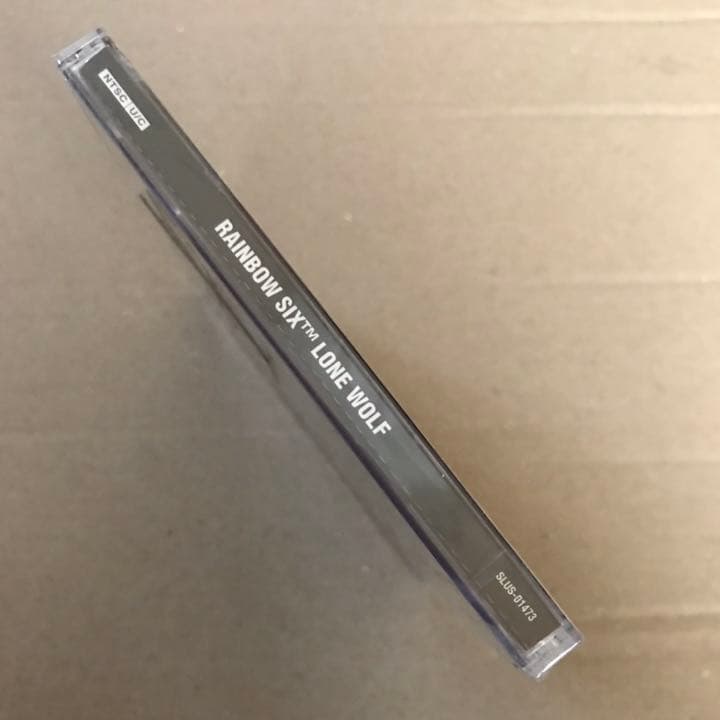 NTSC U/C
RAINBOW SIX™ LONE WOLF
SLUS-01473